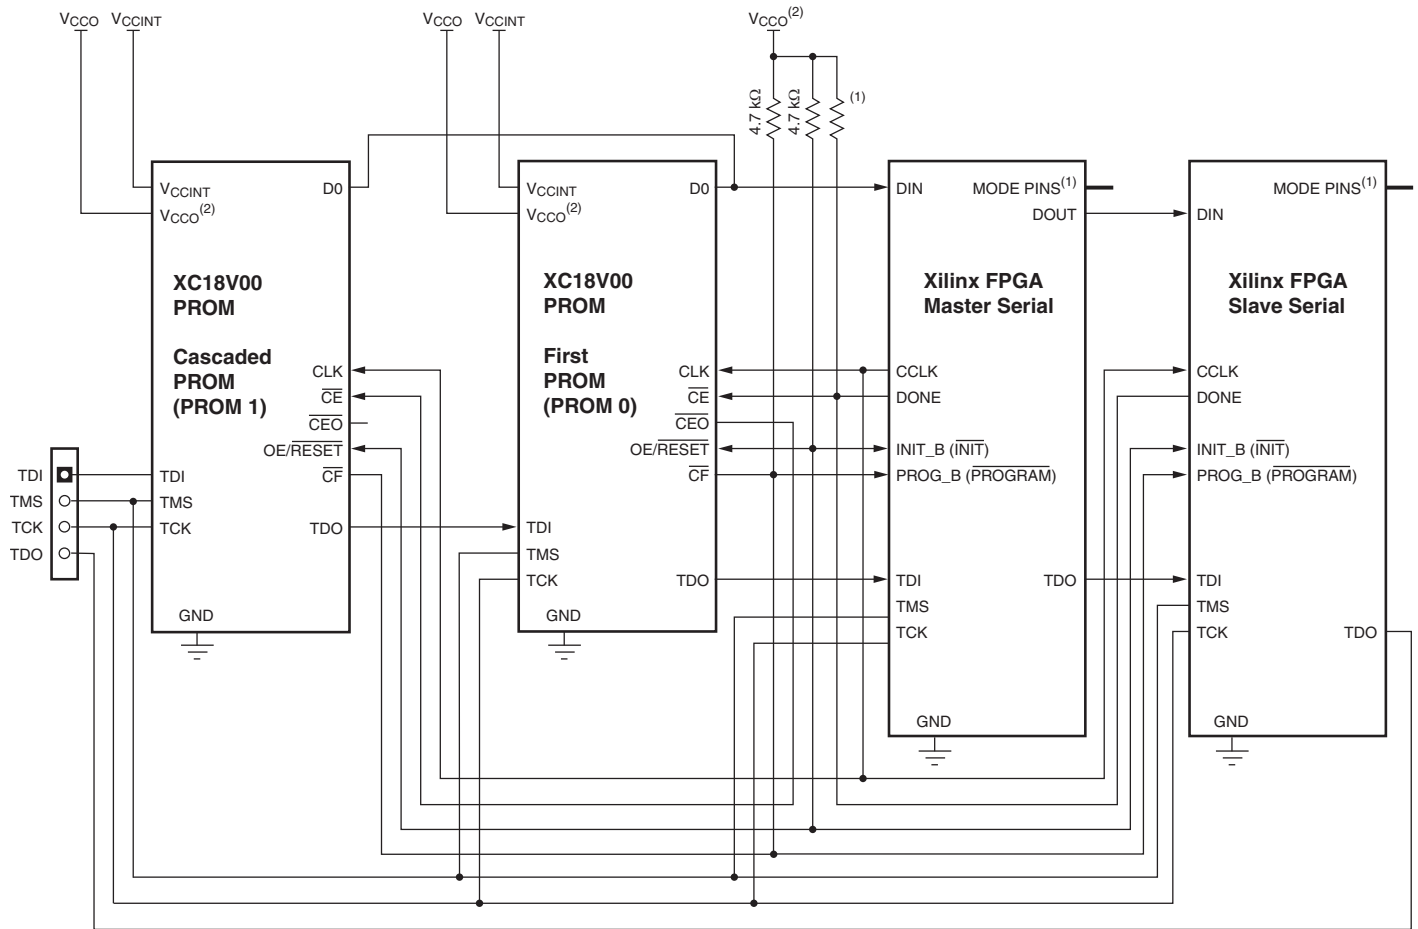 VCCO VCCINT
VCCO VCCINT
VCCO(2)
4.7 kΩ
4.7 kΩ
(1)
VCCINT
VCCO(2)
D0
XC18V00
PROM
Cascaded
PROM
(PROM 1)
CLK
CE
CEO
OE/RESET
CF
TDI
TMS
TCK
TDO
GND
TDI
TMS
TCK
TDO
VCCINT
VCCO(2)
D0
XC18V00
PROM
First
PROM
(PROM 0)
CLK
CE
CEO
OE/RESET
CF
TDI
TMS
TCK
TDO
GND
DIN
MODE PINS(1)
DOUT
Xilinx FPGA
Master Serial
CCLK
DONE
INIT_B (INIT)
PROG_B (PROGRAM)
TDI
TMS
TCK
TDO
GND
MODE PINS(1)
DIN
Xilinx FPGA
Slave Serial
CCLK
DONE
INIT_B (INIT)
PROG_B (PROGRAM)
TDI
TMS
TCK
TDO
GND